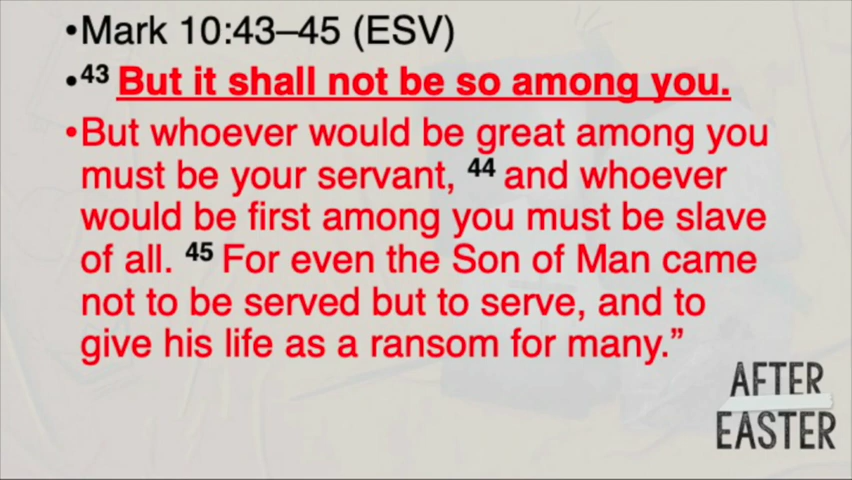 •Mark 10:43–45 (ESV)
•43 But it shall not be so among you.
•But whoever would be great among you
must be your servant, 44 and whoever
would be first among you must be slave
of all. 45 For even the Son of Man came
not to be served but to serve, and to
give his life as a ransom for many.”
AFTER
EASTER